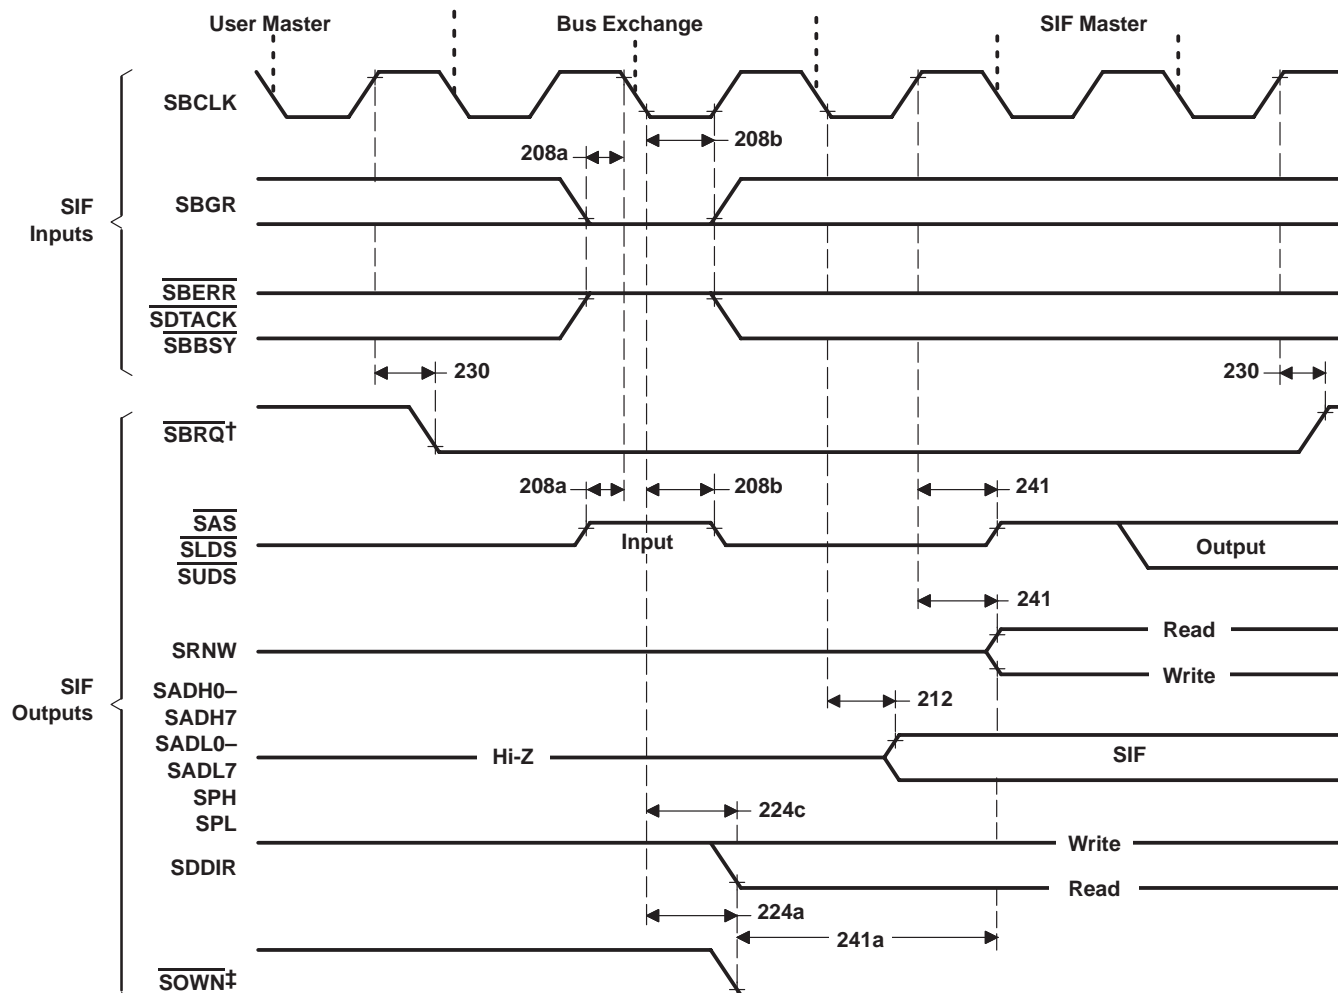 User Master
Bus Exchange
SIF Master
SBCLK
208a
208b
SBGR
SIF
Inputs
SBERR
SDTACK
SBBSY
230
230
SBRQ†
208a
208b
241
SAS
SLDS
SUDS
Input
Output
241
SRNW
Read
Write
SIF
Outputs
SADH0–
SADH7
SADL0–
SADL7
SPH
SPL
212
Hi-Z
SIF
224c
SDDIR
Write
Read
224a
241a
SOWN‡